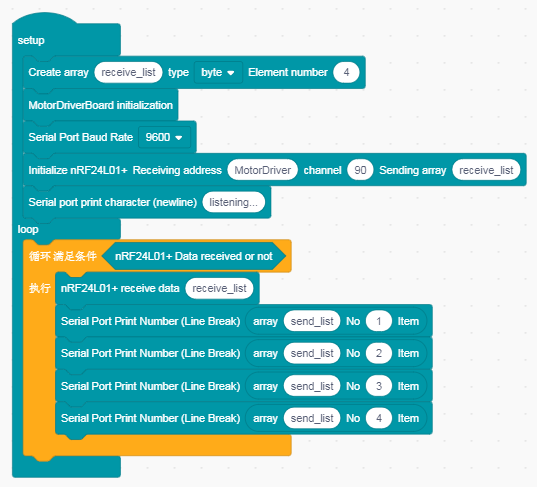 setup
Create array receive_list type byte Element number 4
MotorDriverBoard initialization
Serial Port Baud Rate 9600
Initialize nRF24L01+ Receiving address MotorDriver channel 90 Sending array receive_list
Serial port print character (newline) listening...
loop
循环 满足条件 nRF24L01+ Data received or not
执行 nRF24L01+ receive data receive_list
Serial Port Print Number (Line Break) array send_list No 1 Item
Serial Port Print Number (Line Break) array send_list No 2 Item
Serial Port Print Number (Line Break) array send_list No 3 Item
Serial Port Print Number (Line Break) array send_list No 4 Item